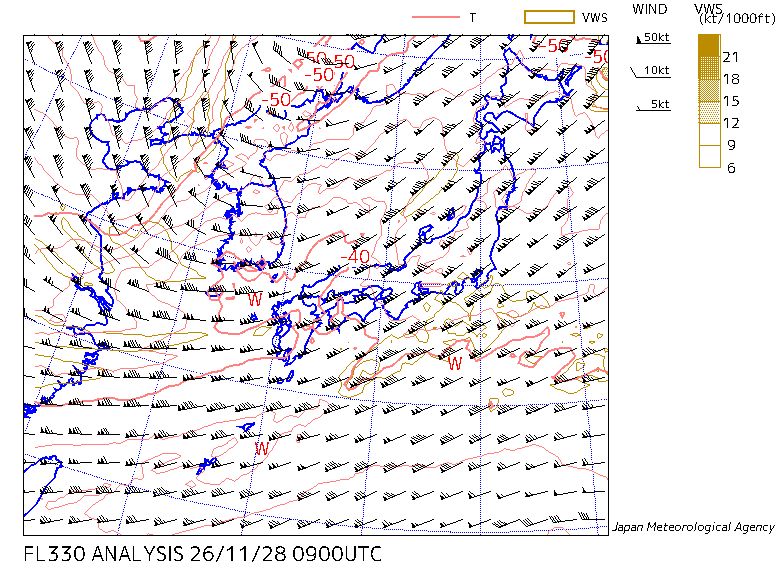 T VWS WIND VWS
(kt/1000ft)
50kt
10kt
5kt
21
18
15
12
9
6
-50
50
-50
-50
-50
-50
-40
W
W
W
Japan Meteorological Agency
FL330 ANALYSIS 26/11/28 0900UTC